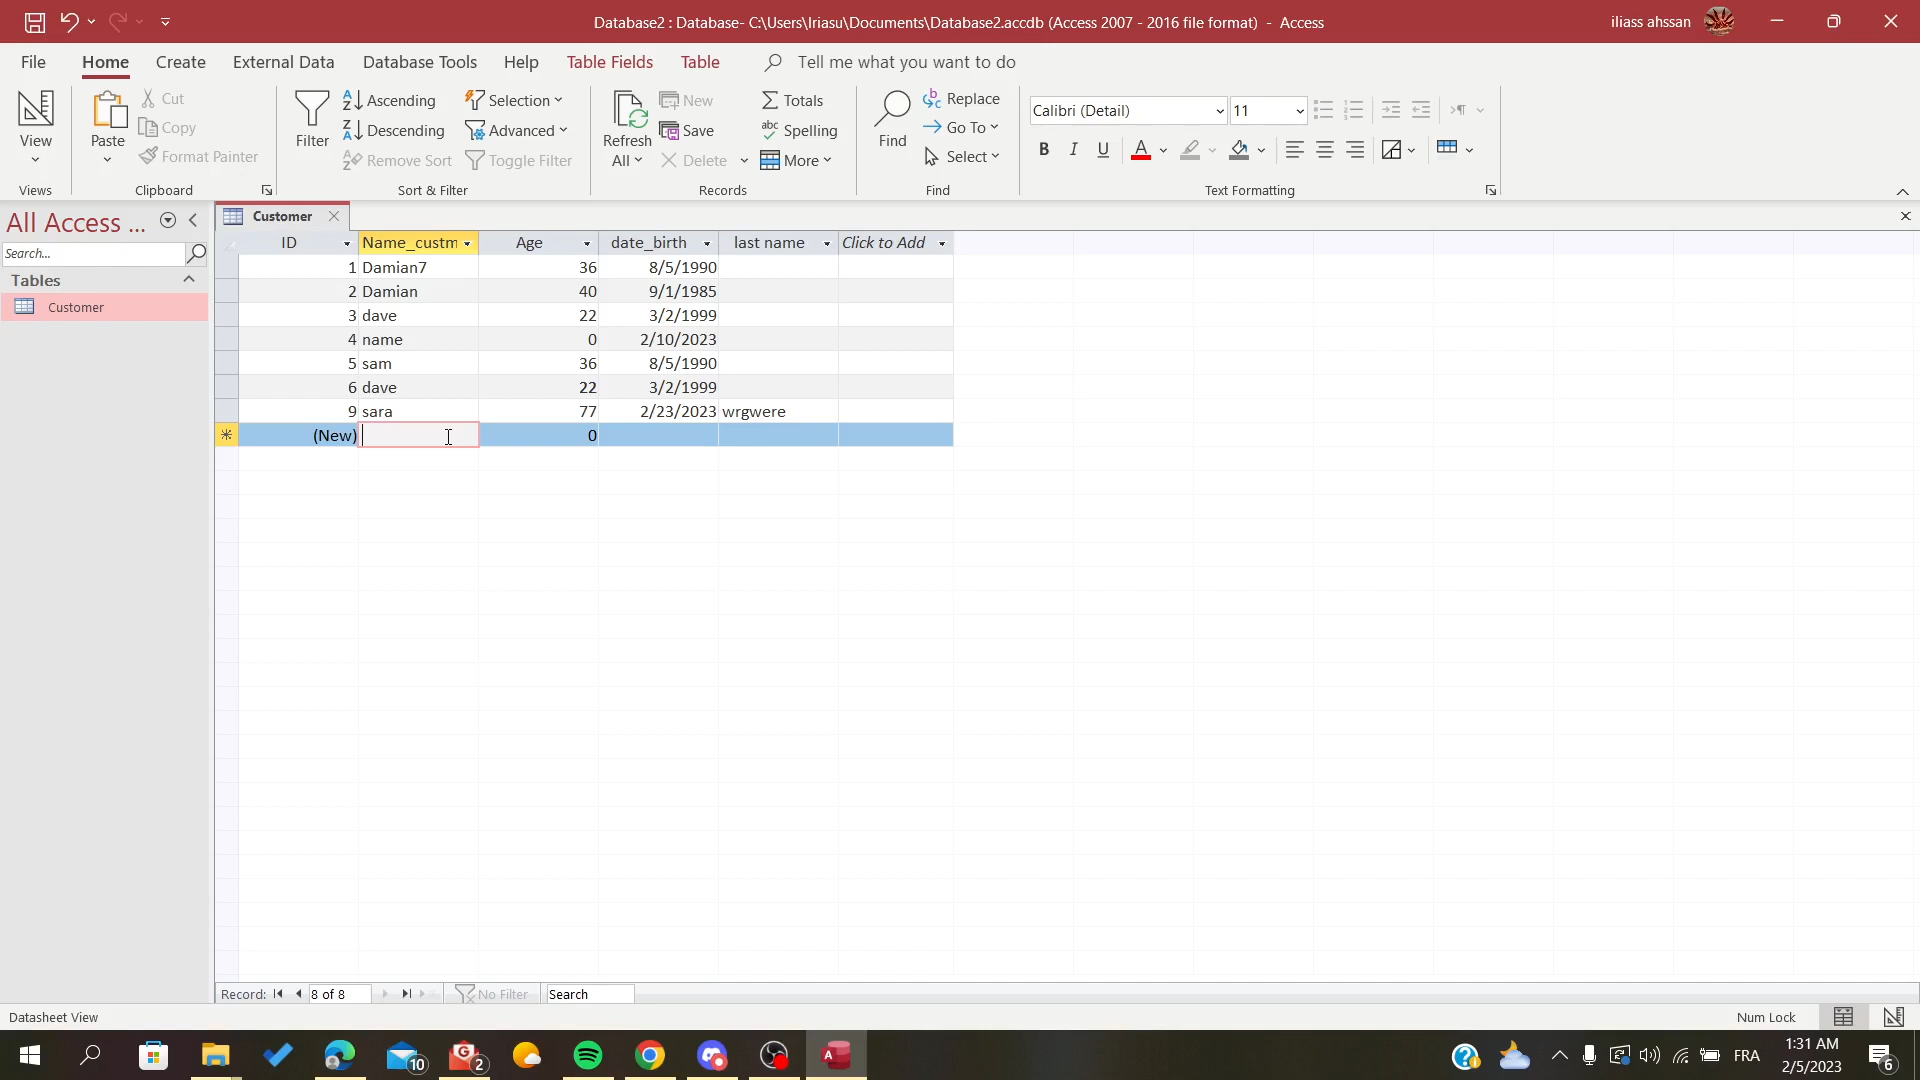 Database2 : Database- C:\Users\Iriasu\Documents\Database2.accdb (Access 2007 - 2016 file format) - Access
iliass ahssan
File Home Create External Data Database Tools Help Table Fields Table Tell me what you want to do
View
Views
Paste
Cut
Copy
Format Painter
Clipboard
Filter
Ascending
Descending
Remove Sort
Selection
Advanced
Toggle Filter
Sort & Filter
Refresh
All
New
Save
Delete
Totals
Spelling
More
Records
Find
Replace
Go To
Select
Find
Calibri (Detail) 11
B I U A
Text Formatting
All Access ...
Search...
Tables
Customer
Customer
ID Name_custm Age date_birth last name Click to Add
1 Damian7 36 8/5/1990
2 Damian 40 9/1/1985
3 dave 22 3/2/1999
4 name 0 2/10/2023
5 sam 36 8/5/1990
6 dave 22 3/2/1999
9 sara 77 2/23/2023 wrgwere
(New) 0
Record: 8 of 8 No Filter Search
Datasheet View
Num Lock
10
2
FRA
1:31 AM
2/5/2023
6